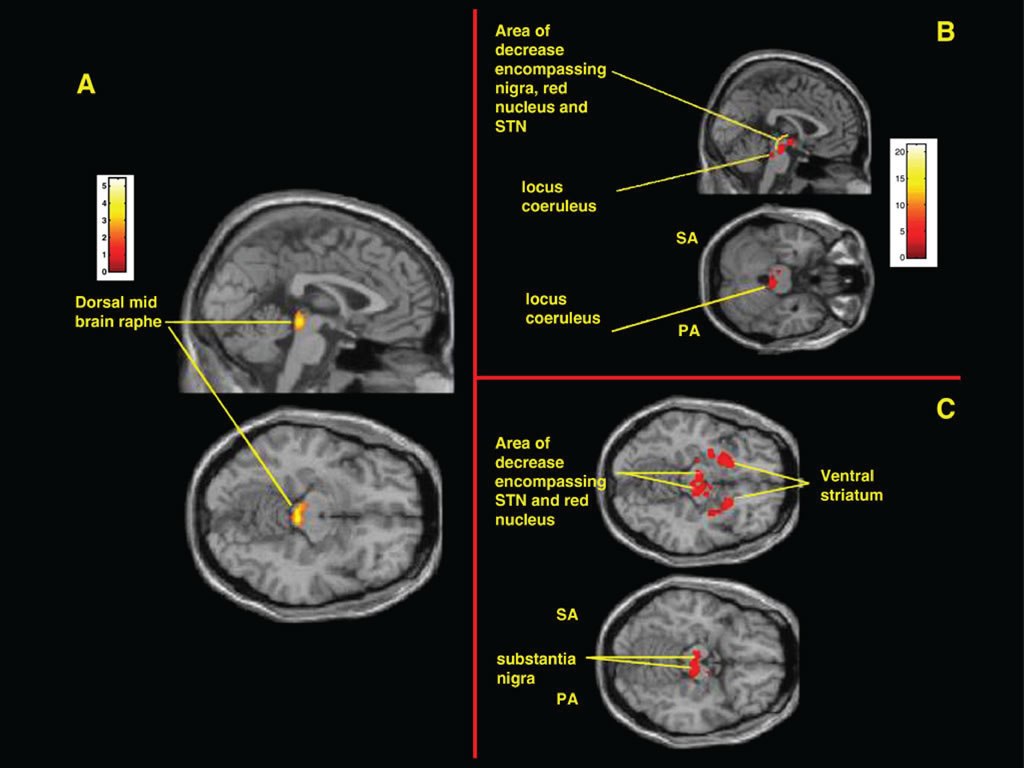 A
5
4
3
2
1
0
Dorsal mid
brain raphe
B
Area of
decrease
encompassing
nigra, red
nucleus and
STN
locus
coeruleus
20
15
10
5
0
SA
locus
coeruleus
PA
C
Area of
decrease
encompassing
STN and red
nucleus
Ventral
striatum
SA
substantia
nigra
PA